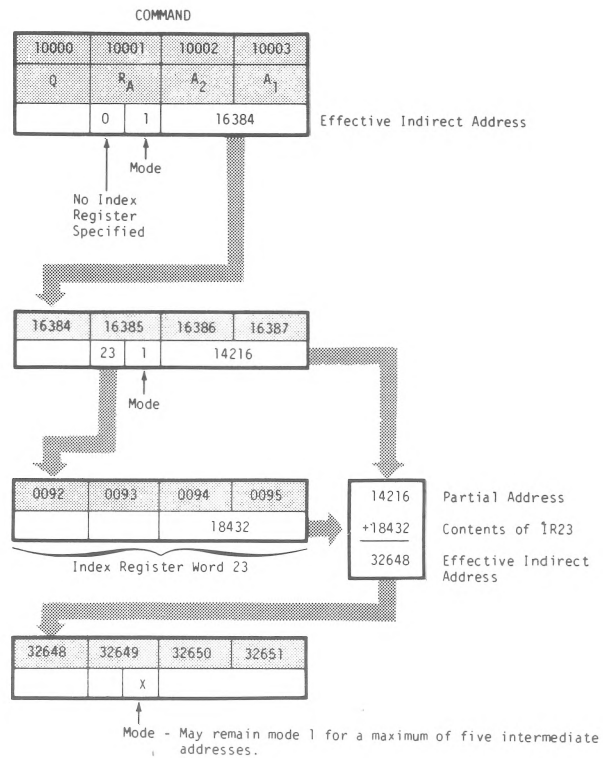 COMMAND
10000 10001 10002 10003
Q RA A2 A1
0 1 16384 Effective Indirect Address
Mode
No Index
Register
Specified
16384 16385 16386 16387
23 1 14216
Mode
0092 0093 0094 0095
18432
Index Register Word 23
14216 Partial Address
+18432 Contents of IR23
32648 Effective Indirect
Address
32648 32649 32650 32651
X
Mode - May remain mode 1 for a maximum of five intermediate
addresses.